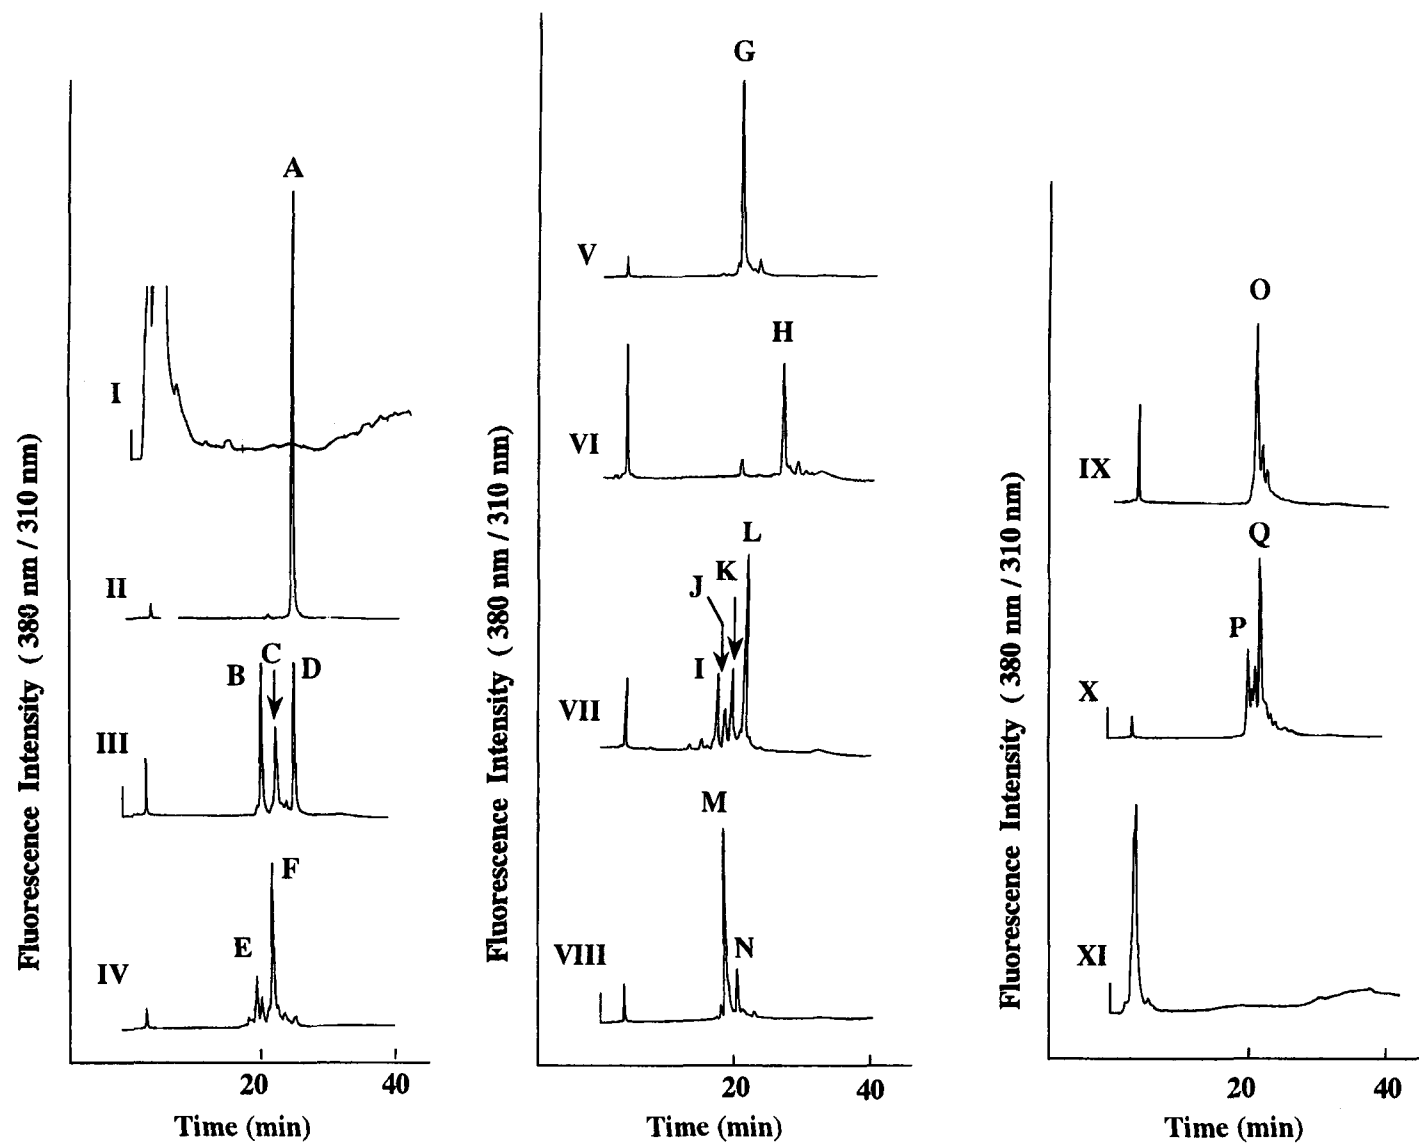 Fluorescence Intensity ( 380 nm / 310 nm)
A
I
II
B
C
D
III
E
F
IV
20
40
Time (min)
Fluorescence Intensity ( 380 nm / 310 nm)
G
V
H
VI
L
K
J
I
VII
M
N
VIII
20
40
Time (min)
Fluorescence Intensity ( 380 nm / 310 nm)
O
IX
Q
P
X
XI
20
40
Time (min)